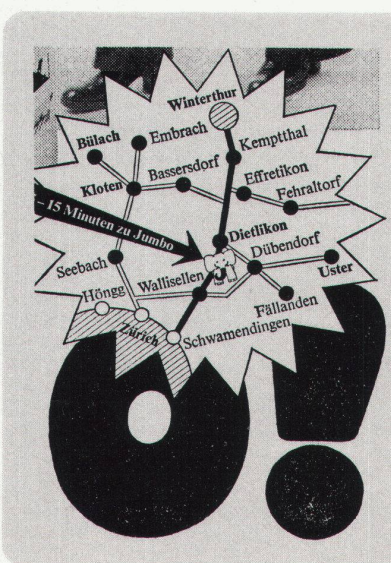 Winterthur
Bülach
Embrach
Kemptthal
Bassersdorf
Effretikon
Kloten
Fehraltorf
– 15 Minuten zu Jumbo
Dietlikon
Dübendorf
Seebach
Uster
Wallisellen
Höngg
Fällanden
Zürich
Schwamendingen
0!